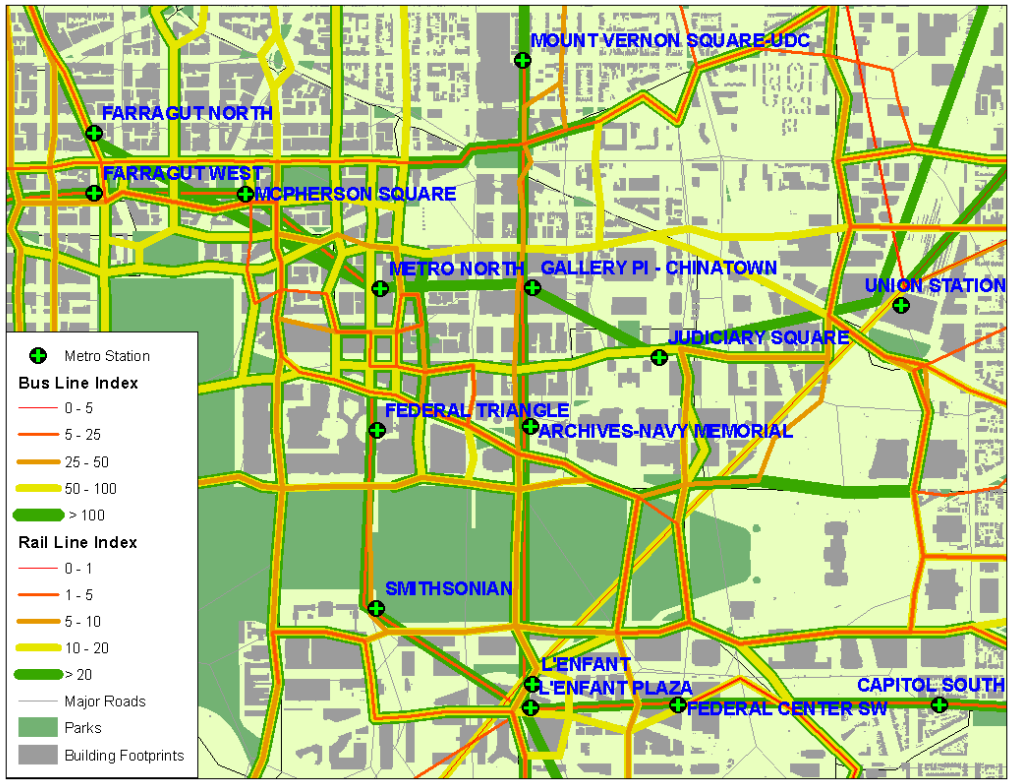 MOUNT VERNON SQUARE-UDC
FARRAGUT NORTH
FARRAGUT WEST
MCPHERSON SQUARE
METRO NORTH
GALLERY Pl - CHINATOWN
UNION STATION
JUDICIARY SQUARE
FEDERAL TRIANGLE
ARCHIVES-NAVY MEMORIAL
SMITHSONIAN
L'ENFANT
L'ENFANT PLAZA
FEDERAL CENTER SW
CAPITOL SOUTH
Metro Station
Bus Line Index
0 - 5
5 - 25
25 - 50
50 - 100
> 100
Rail Line Index
0 - 1
1 - 5
5 - 10
10 - 20
> 20
Major Roads
Parks
Building Footprints